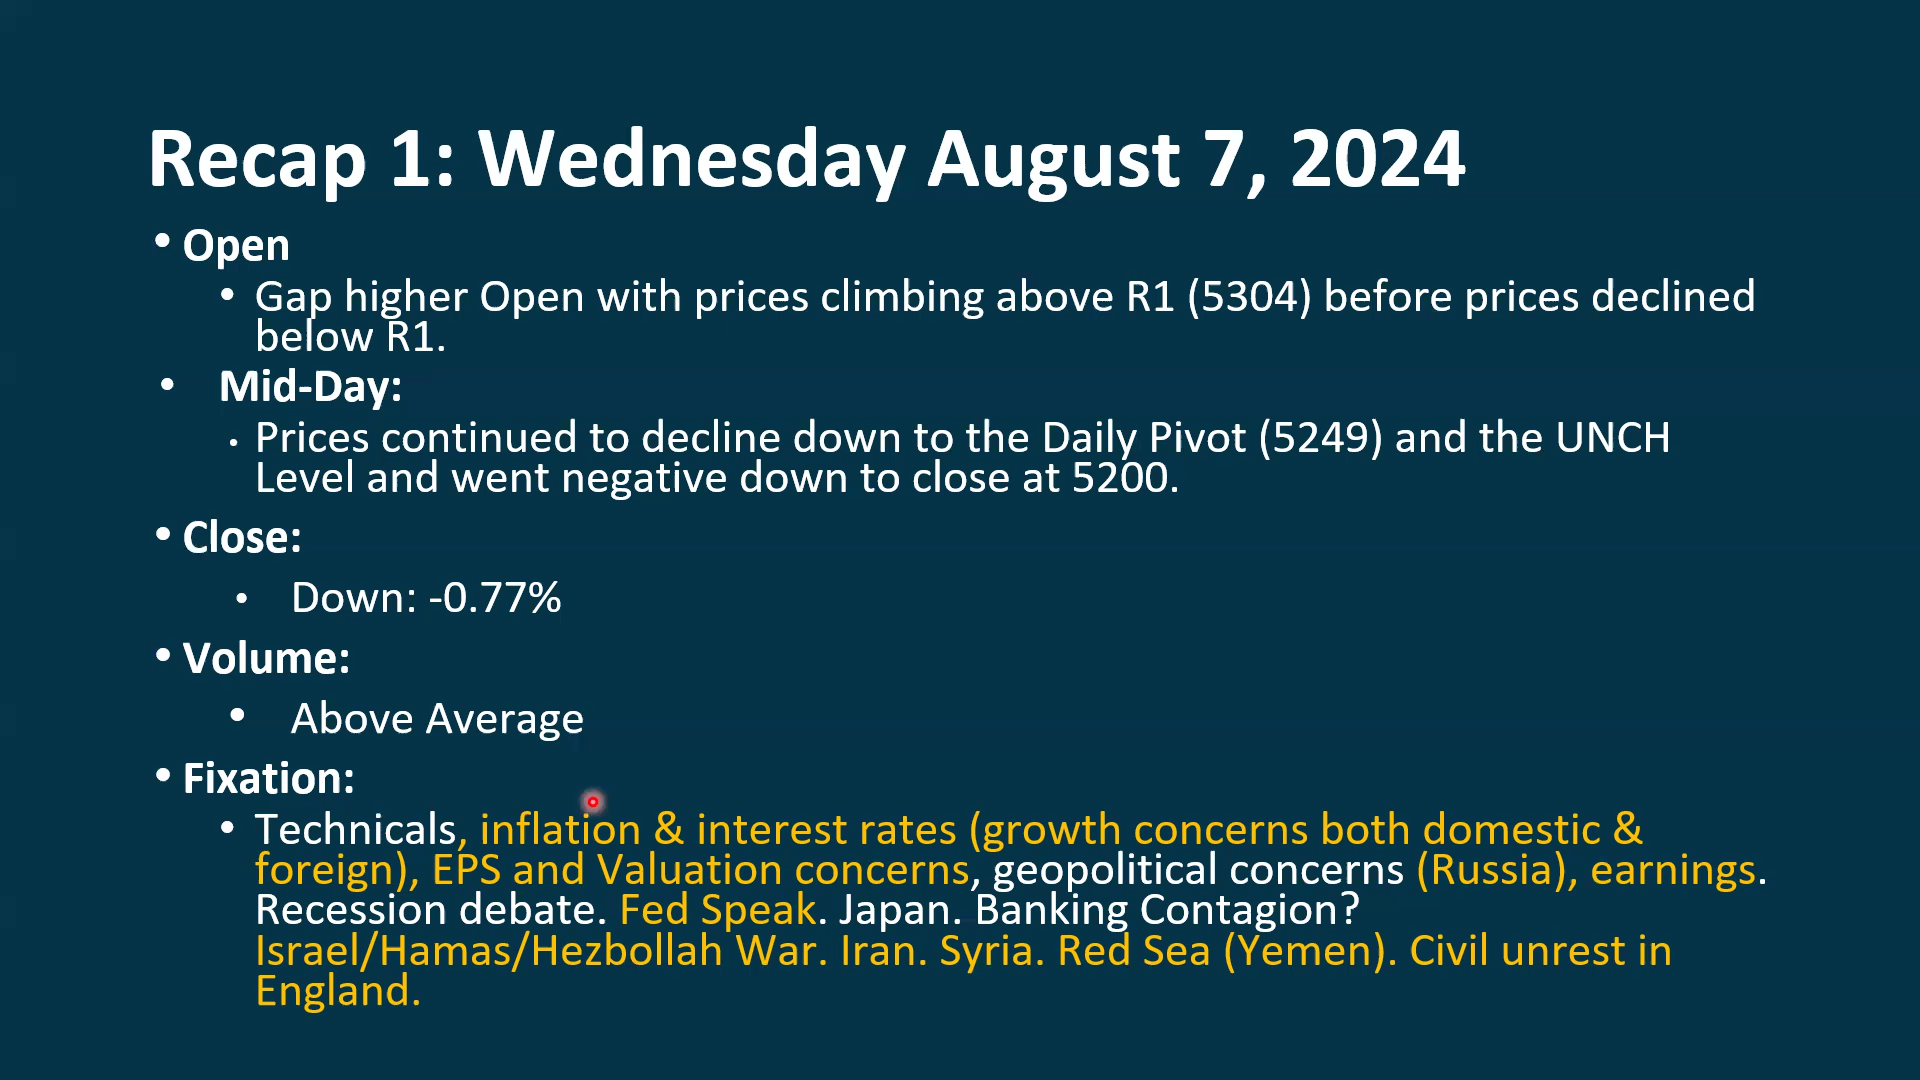 Recap 1: Wednesday August 7, 2024
• Open
• Gap higher Open with prices climbing above R1 (5304) before prices declined
below R1.
• Mid-Day:
• Prices continued to decline down to the Daily Pivot (5249) and the UNCH
Level and went negative down to close at 5200.
• Close:
• Down: -0.77%
• Volume:
• Above Average
• Fixation:
• Technicals, inflation & interest rates (growth concerns both domestic &
foreign), EPS and Valuation concerns, geopolitical concerns (Russia), earnings.
Recession debate. Fed Speak. Japan. Banking Contagion?
Israel/Hamas/Hezbollah War. Iran. Syria. Red Sea (Yemen). Civil unrest in
England.